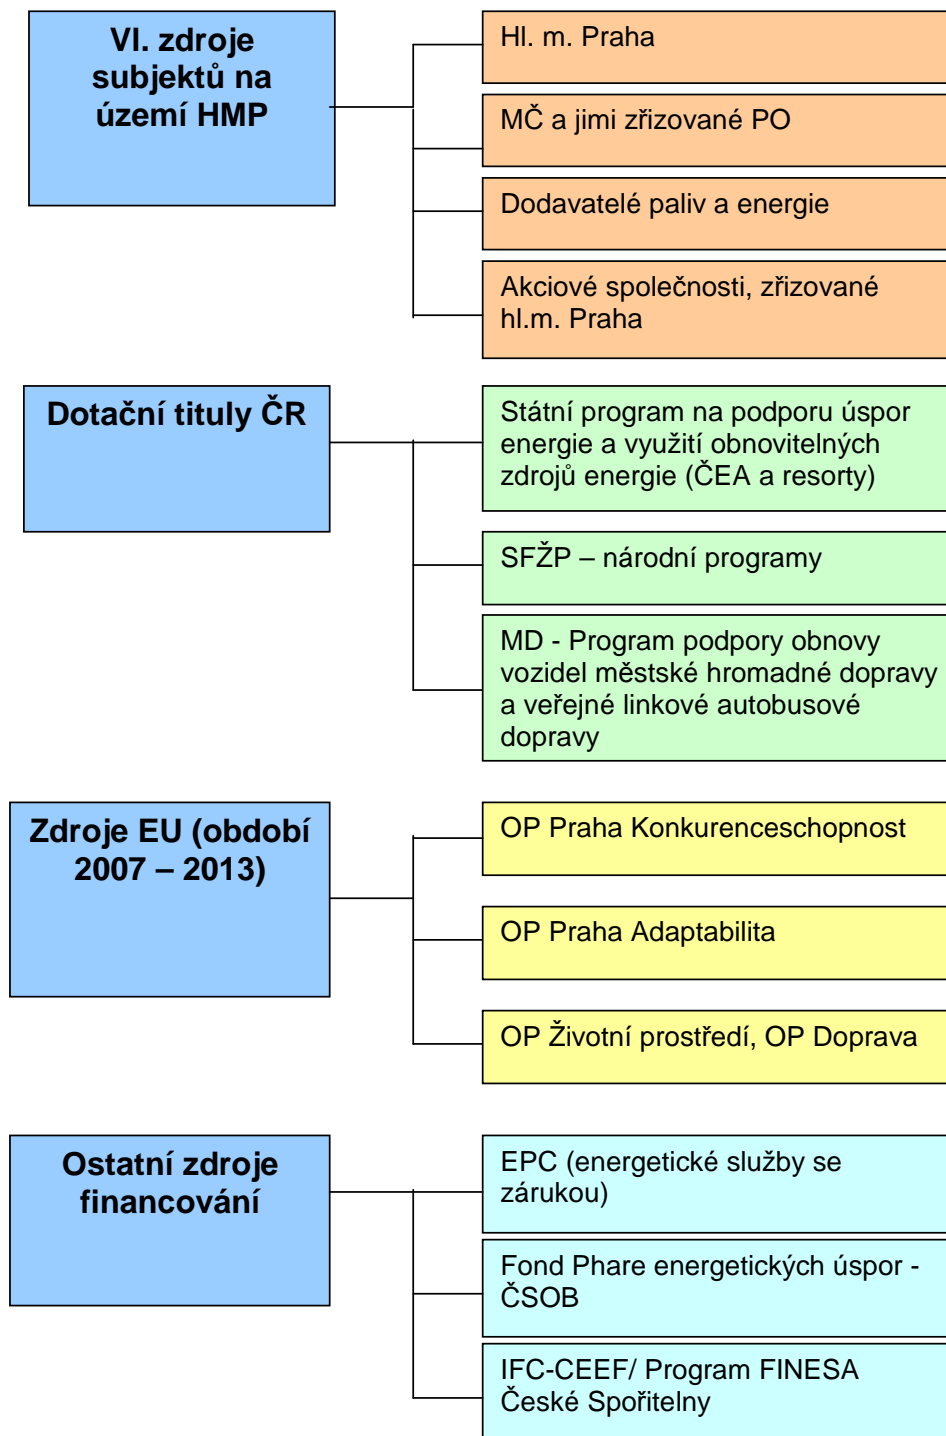 Vl. zdroje
subjektů na
území HMP
Hl. m. Praha
MČ a jimi zřizované PO
Dodavatelé paliv a energie
Akciové společnosti, zřizované
hl.m. Praha
Dotační tituly ČR
Státní program na podporu úspor
energie a využití obnovitelných
zdrojů energie (ČEA a resorty)
SFŽP – národní programy
MD - Program podpory obnovy
vozidel městské hromadné dopravy
a veřejné linkové autobusové
dopravy
Zdroje EU (období
2007 – 2013)
OP Praha Konkurenceschopnost
OP Praha Adaptabilita
OP Životní prostředí, OP Doprava
Ostatní zdroje
financování
EPC (energetické služby se
zárukou)
Fond Phare energetických úspor -
ČSOB
IFC-CEEF/ Program FINESA
České Spořitelny